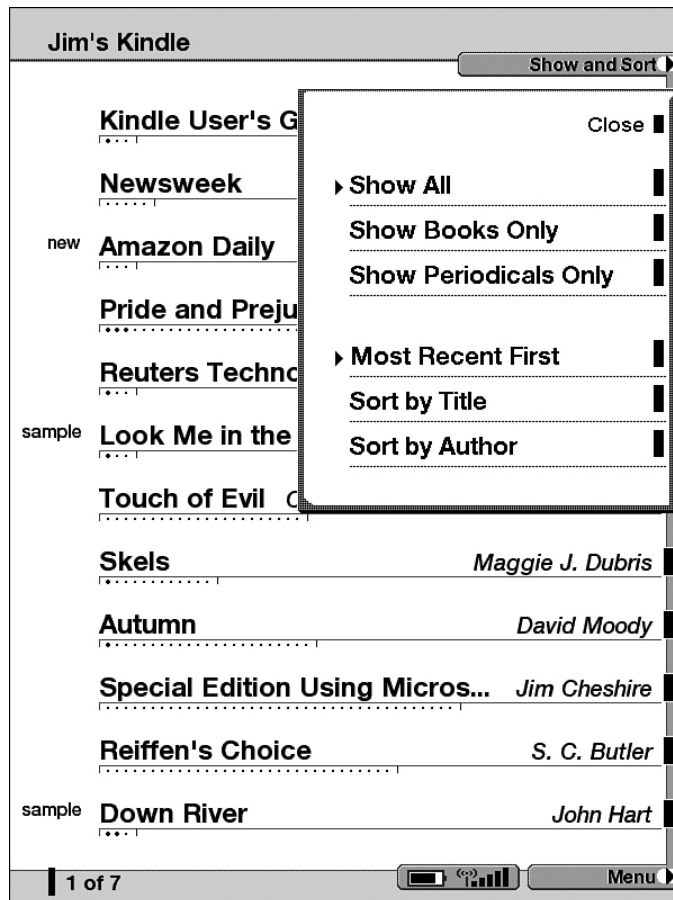 Jim's Kindle
Show and Sort
Close
Show All
Show Books Only
Show Periodicals Only
Most Recent First
Sort by Title
Sort by Author
Kindle User's G
Newsweek
new Amazon Daily
Pride and Preju
Reuters Techno
sample Look Me in the
Touch of Evil
Skels Maggie J. Dubris
Autumn David Moody
Special Edition Using Micros... Jim Cheshire
Reiffen's Choice S. C. Butler
sample Down River John Hart
1 of 7 Menu